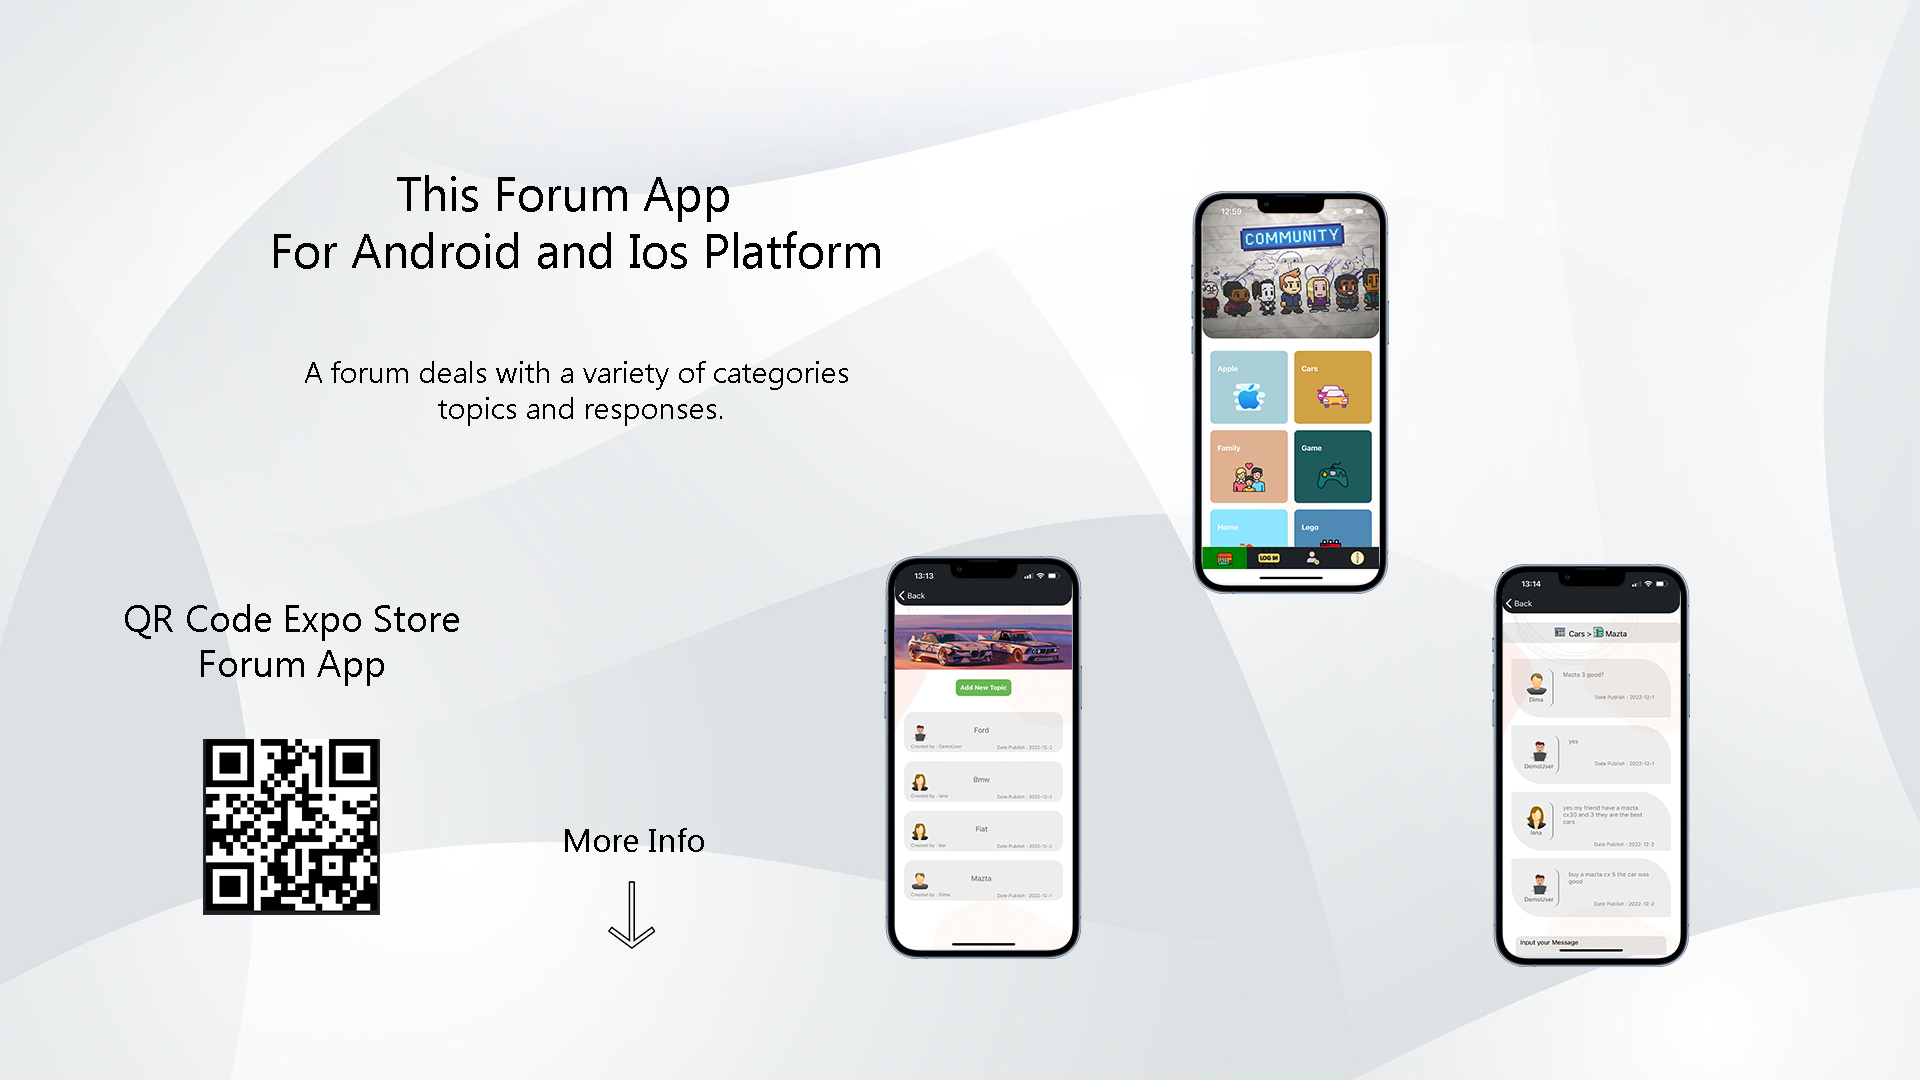 This Forum App
For Android and Ios Platform
A forum deals with a variety of categories
topics and responses.
QR Code Expo Store
Forum App
More Info
12:59
COMMUNITY
Apple
Cars
Family
Game
Home
Lego
LOG IN
13:13
Back
Add New Topic
Ford
Created by : DemoUser
Date Publish : 2022-12-2
Bmw
Created by : Iana
Date Publish : 2022-12-2
Fiat
Created by : bar
Date Publish : 2022-12-2
Mazta
Created by : Dima
Date Publish : 2022-12-1
13:14
Back
Cars > Mazta
Mazta 3 good?
Date Publish : 2022-12-1
Dima
yes
Date Publish : 2022-12-1
DemoUser
yes my friend have a mazta
cx30 and 3 they are the best
cars
Iana
Date Publish : 2022-12-2
buy a mazta cx 5 the car was
good
DemoUser
Date Publish : 2022-12-2
Input your Message